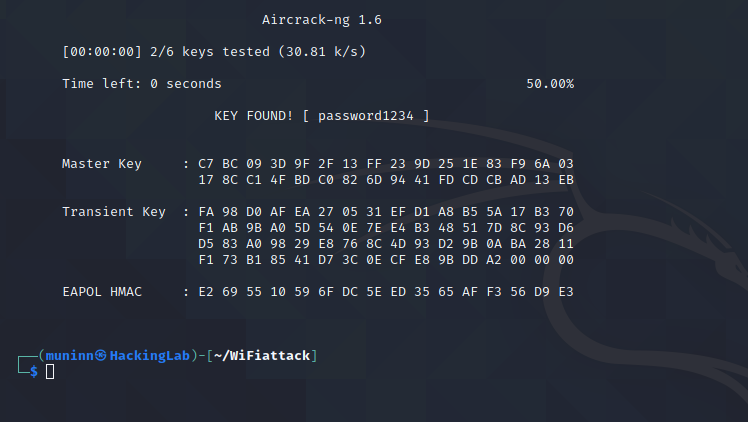 Aircrack-ng 1.6
[00:00:00] 2/6 keys tested (30.81 k/s)
Time left: 0 seconds 50.00%
KEY FOUND! [ password1234 ]
Master Key : C7 BC 09 3D 9F 2F 13 FF 23 9D 25 1E 83 F9 6A 03
17 8C C1 4F BD C0 82 6D 94 41 FD CD CB AD 13 EB
Transient Key : FA 98 D0 AF EA 27 05 31 EF D1 A8 B5 5A 17 B3 70
F1 AB 9B A0 5D 54 0E 7E E4 B3 48 51 7D 8C 93 D6
D5 83 A0 98 29 E8 76 8C 4D 93 D2 9B 0A BA 28 11
F1 73 B1 85 41 D7 3C 0E CF E8 9B DD A2 00 00 00
EAPOL HMAC : E2 69 55 10 59 6F DC 5E ED 35 65 AF F3 56 D9 E3
┌──(muninn㉿HackingLab)-[~/WiFiattack]
└─$